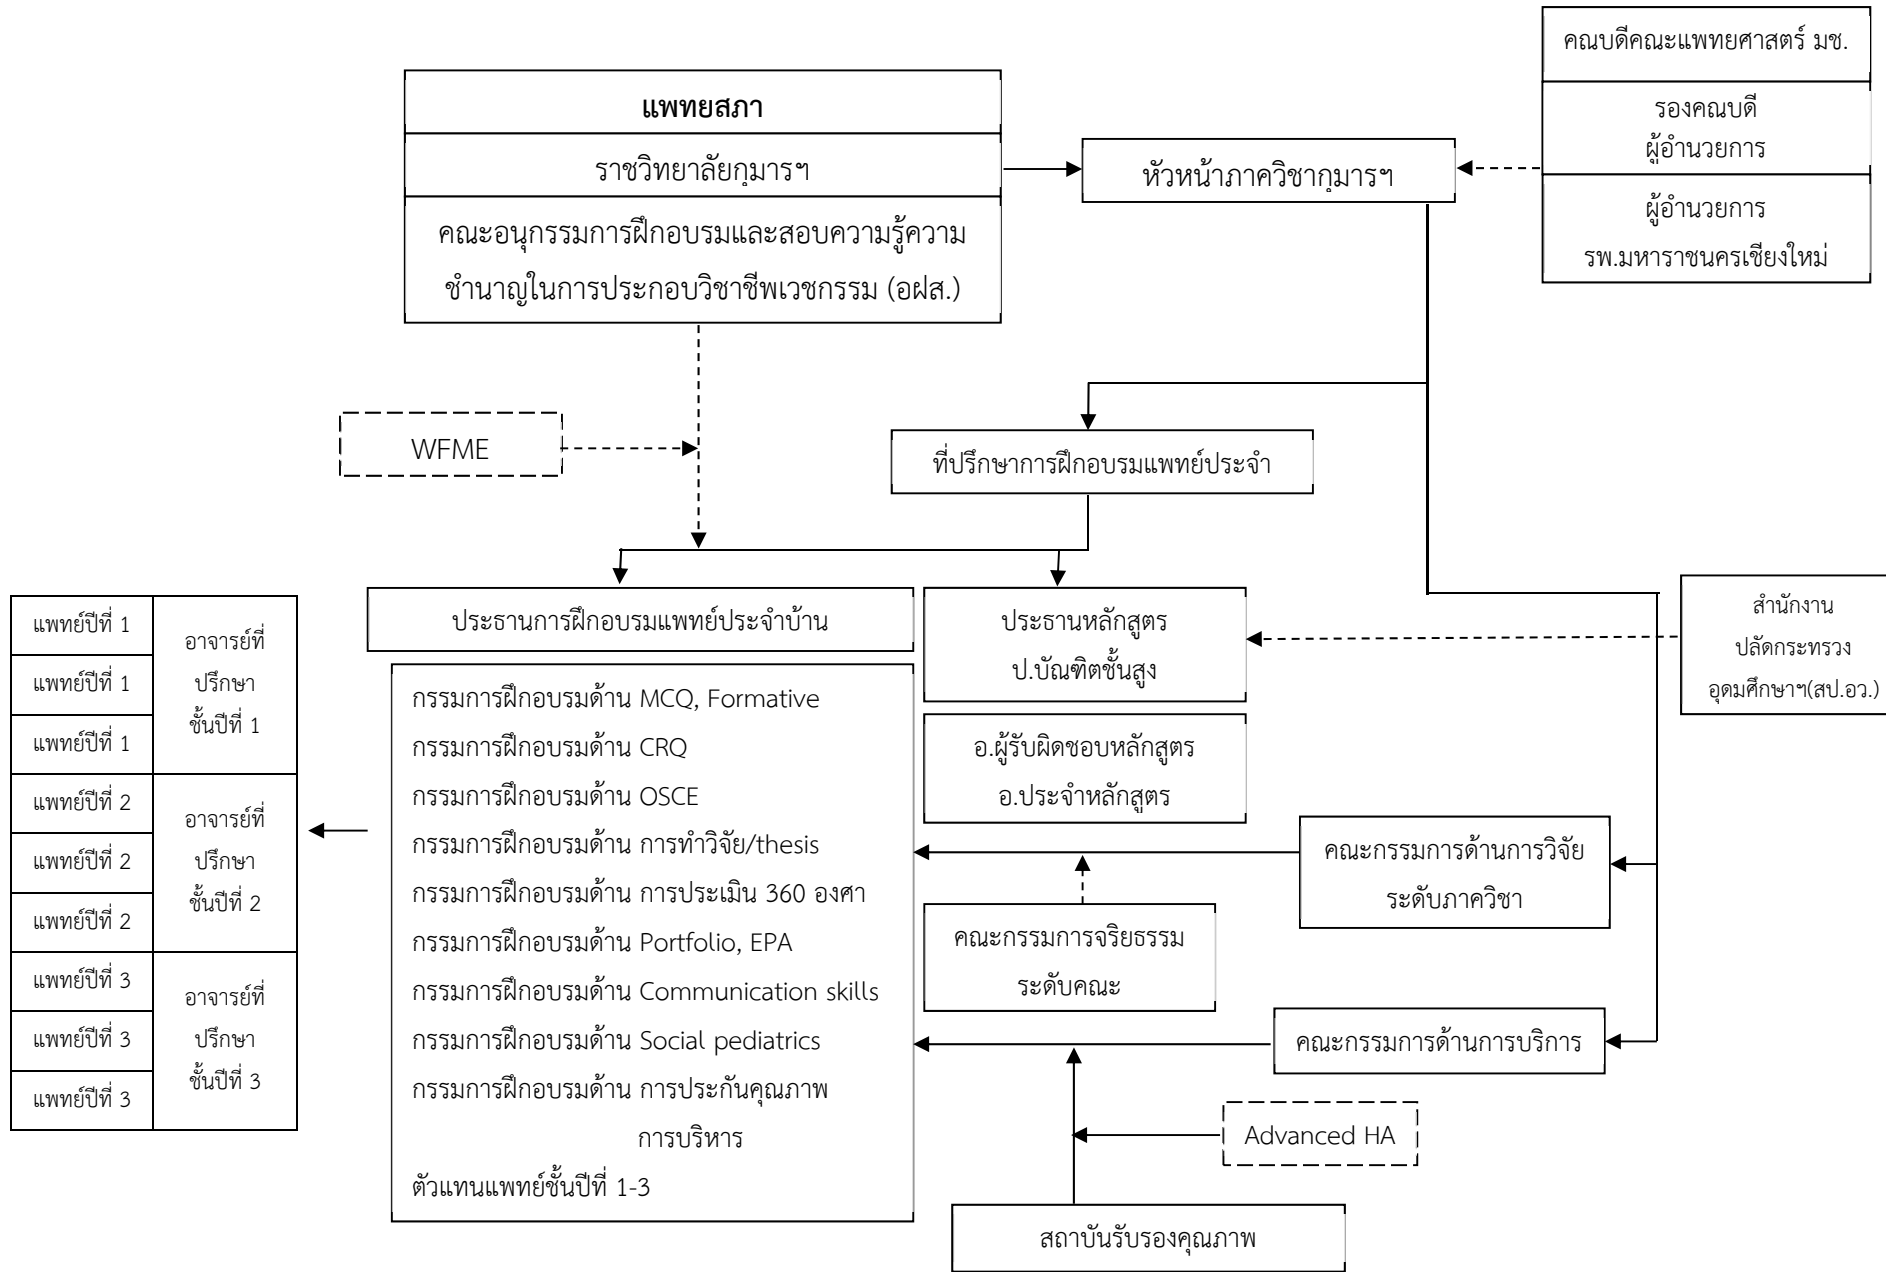 คณบดีคณะแพทยศาสตร์ มช.
รองคณบดี
ผู้อำนวยการ
ผู้อำนวยการ
รพ.มหาราชนครเชียงใหม่
แพทยสภา
ราชวิทยาลัยกุมารฯ
คณะอนุกรรมการฝึกอบรมและสอบความรู้ความ
ชำนาญในการประกอบวิชาชีพเวชกรรม (อฝส.)
หัวหน้าภาควิชากุมารฯ
WFME
ที่ปรึกษาการฝึกอบรมแพทย์ประจำ
ประธานการฝึกอบรมแพทย์ประจำบ้าน
ประธานหลักสูตร
ป.บัณฑิตชั้นสูง
สำนักงาน
ปลัดกระทรวง
อุดมศึกษาฯ(สป.อว.)
อ.ผู้รับผิดชอบหลักสูตร
อ.ประจำหลักสูตร
แพทย์ปีที่ 1
แพทย์ปีที่ 1
แพทย์ปีที่ 1
อาจารย์ที่
ปรึกษา
ชั้นปีที่ 1
แพทย์ปีที่ 2
แพทย์ปีที่ 2
แพทย์ปีที่ 2
อาจารย์ที่
ปรึกษา
ชั้นปีที่ 2
แพทย์ปีที่ 3
แพทย์ปีที่ 3
แพทย์ปีที่ 3
อาจารย์ที่
ปรึกษา
ชั้นปีที่ 3
กรรมการฝึกอบรมด้าน MCQ, Formative
กรรมการฝึกอบรมด้าน CRQ
กรรมการฝึกอบรมด้าน OSCE
กรรมการฝึกอบรมด้าน การทำวิจัย/thesis
กรรมการฝึกอบรมด้าน การประเมิน 360 องศา
กรรมการฝึกอบรมด้าน Portfolio, EPA
กรรมการฝึกอบรมด้าน Communication skills
กรรมการฝึกอบรมด้าน Social pediatrics
กรรมการฝึกอบรมด้าน การประกันคุณภาพ
การบริหาร
ตัวแทนแพทย์ชั้นปีที่ 1-3
คณะกรรมการด้านการวิจัย
ระดับภาควิชา
คณะกรรมการจริยธรรม
ระดับคณะ
คณะกรรมการด้านการบริการ
Advanced HA
สถาบันรับรองคุณภาพ